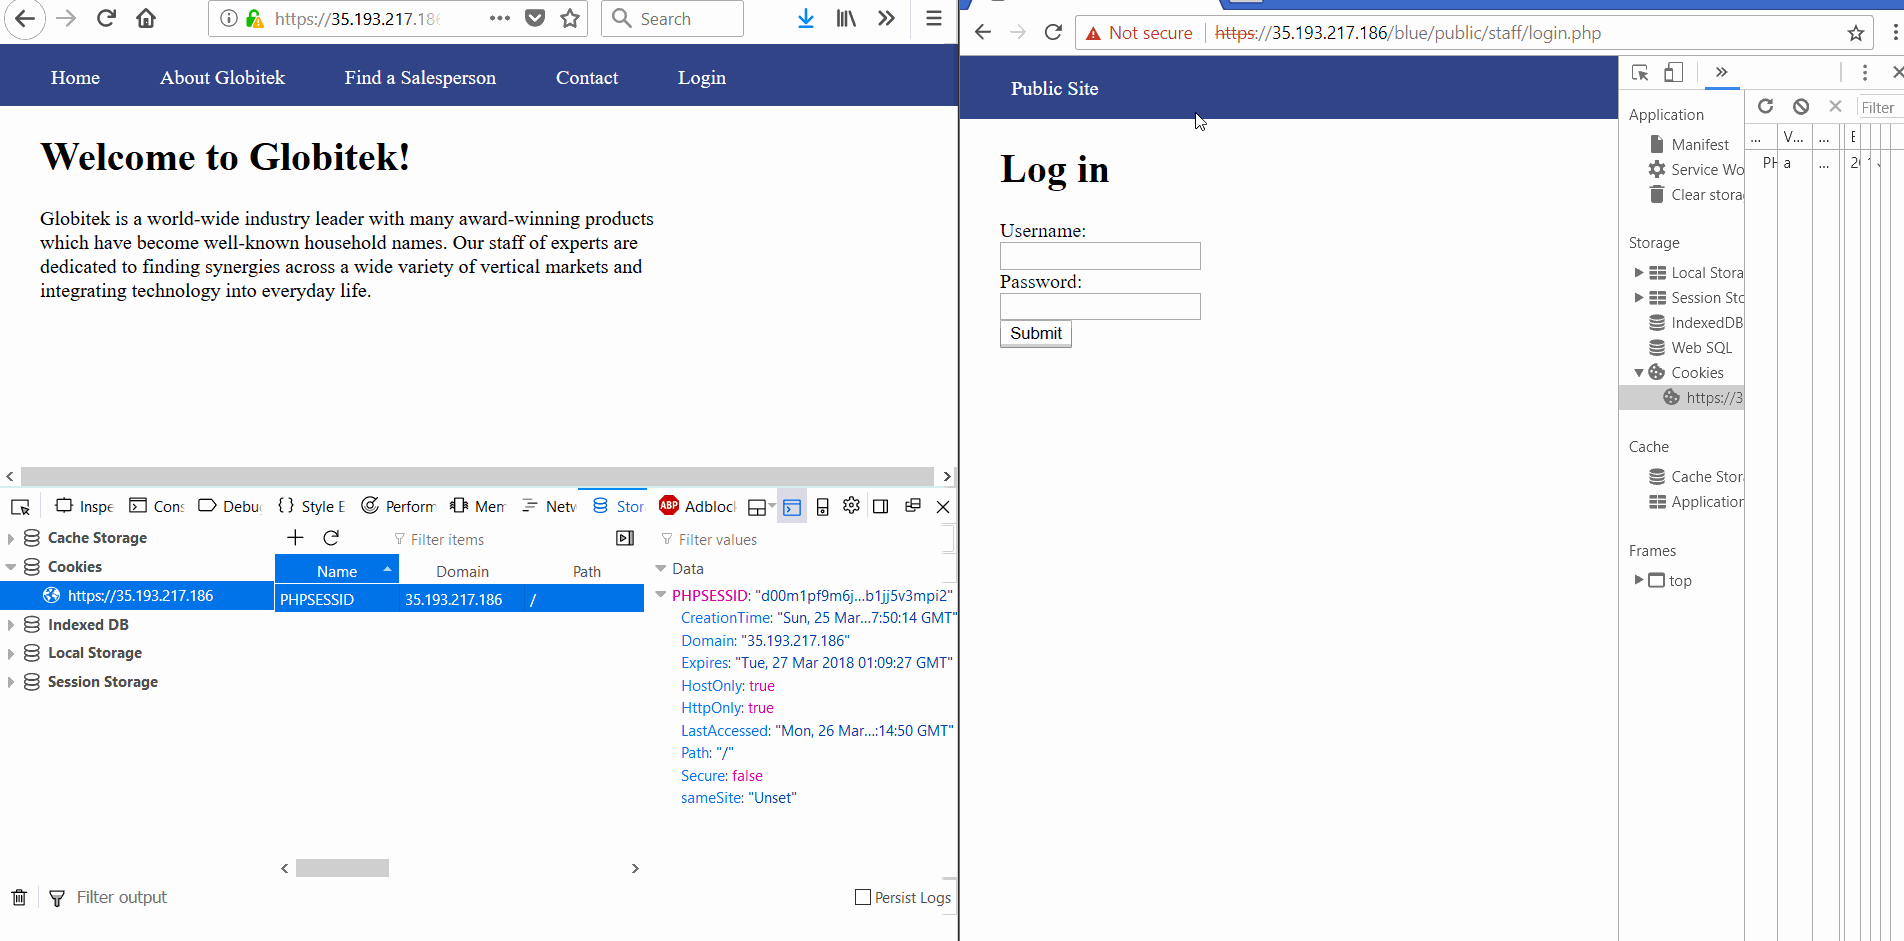 https://35.193.217.186
Search
Home About Globitek Find a Salesperson Contact Login
Welcome to Globitek!
Globitek is a world-wide industry leader with many award-winning products
which have become well-known household names. Our staff of experts are
dedicated to finding synergies across a wide variety of vertical markets and
integrating technology into everyday life.
Inspe Cons Debu Style E Perform Mem Netw Stor ABP Adbloc
Cache Storage
Cookies
https://35.193.217.186
Indexed DB
Local Storage
Session Storage
Filter items
Name Domain Path
PHPSESSID 35.193.217.186 /
Filter values
Data
PHPSESSID: "d00m1pf9m6j...b1jj5v3mpi2"
CreationTime: "Sun, 25 Mar...7:50:14 GMT"
Domain: "35.193.217.186"
Expires: "Tue, 27 Mar 2018 01:09:27 GMT"
HostOnly: true
HttpOnly: true
LastAccessed: "Mon, 26 Mar...:14:50 GMT"
Path: "/"
Secure: false
sameSite: "Unset"
Filter output
Persist Logs
Not secure https://35.193.217.186/blue/public/staff/login.php
Public Site
Log in
Username:
Password:
Submit
Application
Manifest
Service Wo
Clear stora
Storage
Local Stora
Session Sto
IndexedDB
Web SQL
Cookies
https://3
Cache
Cache Stor
Application
Frames
top
Filter
... V... ...
PH a ...